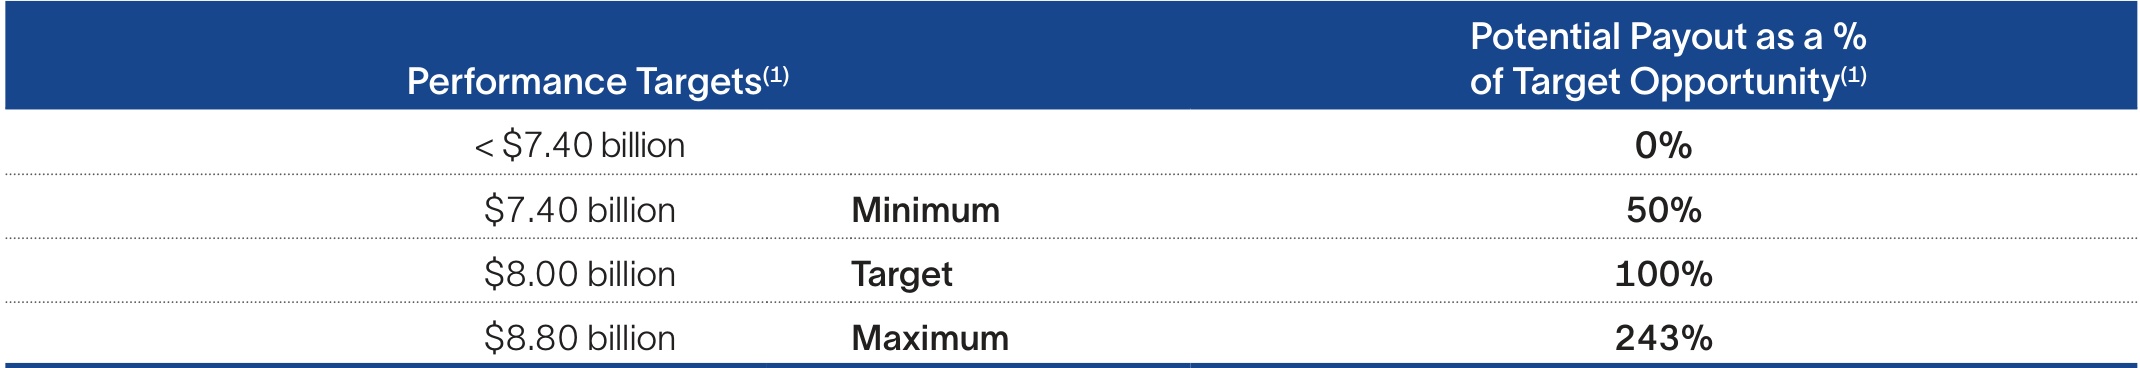 Performance Targets(1)
Potential Payout as a %
of Target Opportunity(1)
< $7.40 billion 0%
$7.40 billion Minimum 50%
$8.00 billion Target 100%
$8.80 billion Maximum 243%